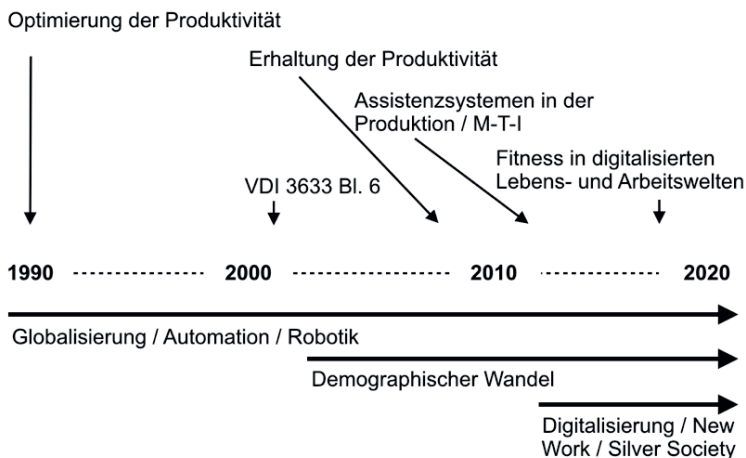 Optimierung der Produktivität
Erhaltung der Produktivität
Assistenzsystemen in der
Produktion / M-T-I
Fitness in digitalisierten
Lebens- und Arbeitswelten
VDI 3633 Bl. 6
1990 2000 2010 2020
Globalisierung / Automation / Robotik
Demographischer Wandel
Digitalisierung / New
Work / Silver Society